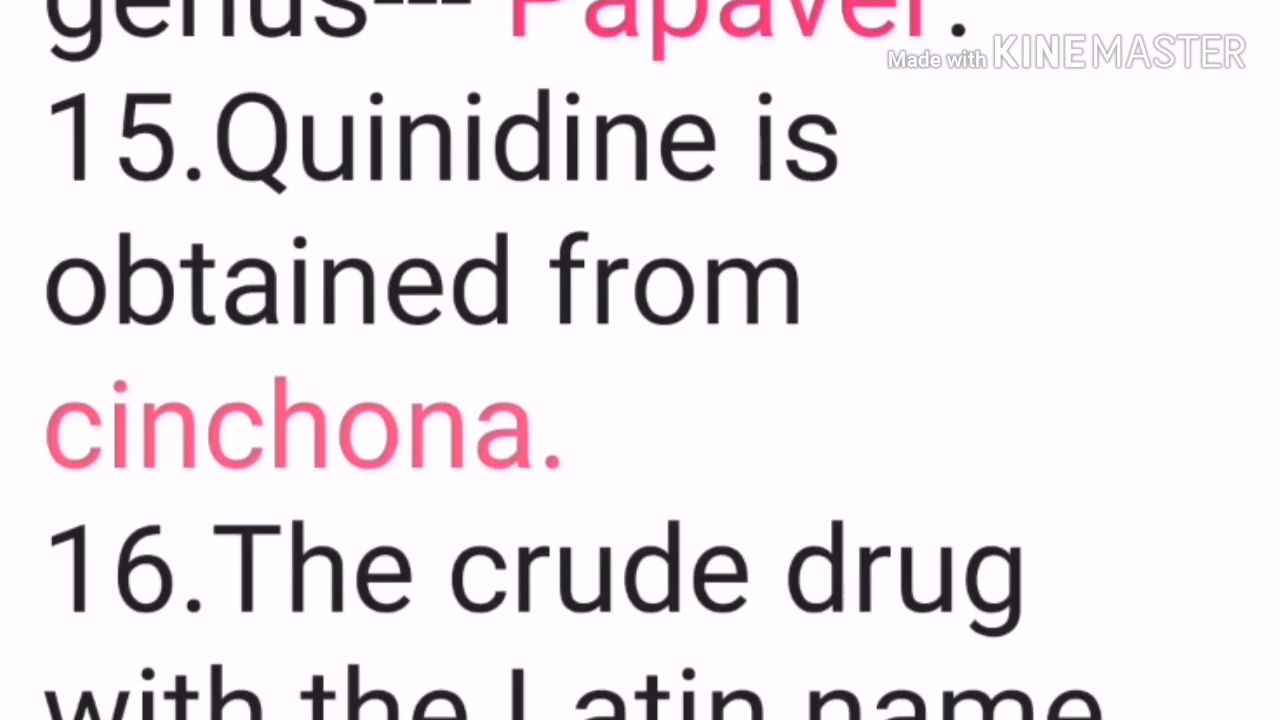 genus--- Papaver.
Made with KINEMASTER
15.Quinidine is
obtained from
cinchona.
16.The crude drug
with the Latin name